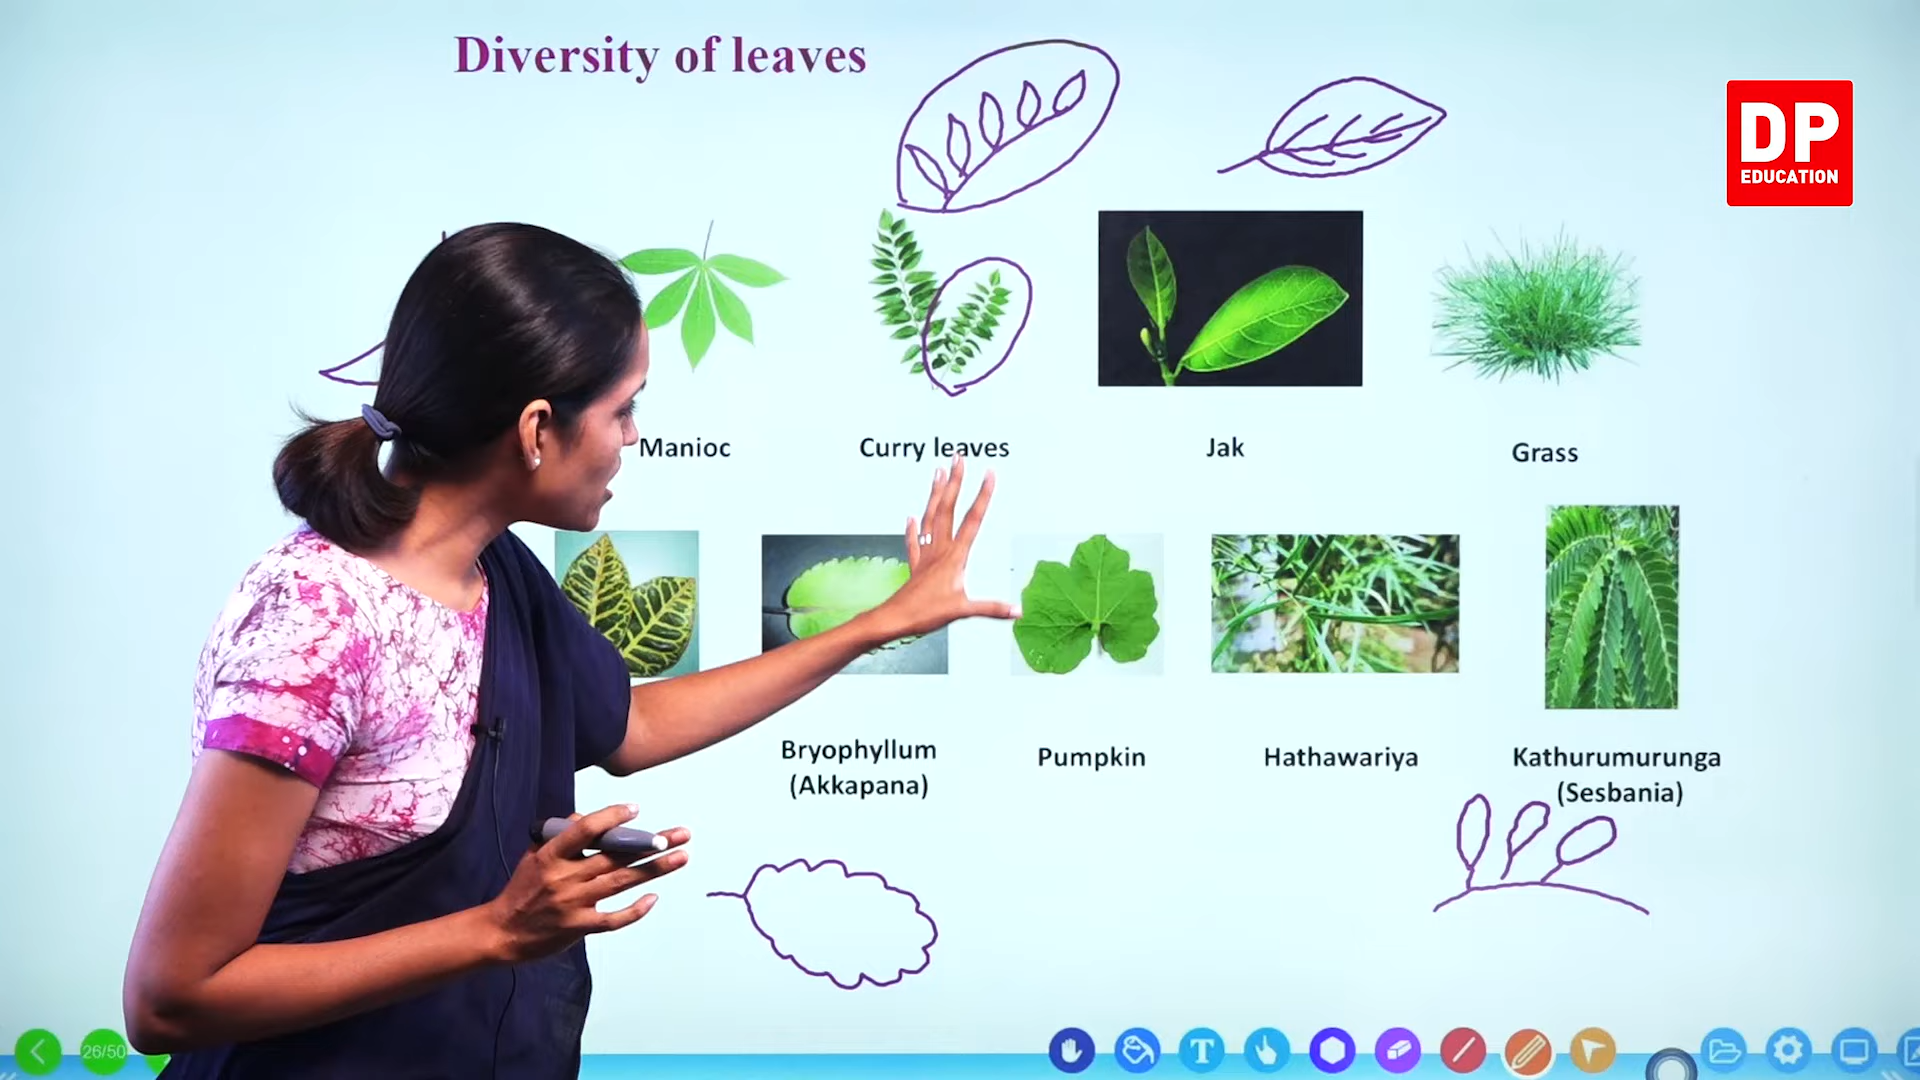 Diversity of leaves
DP
EDUCATION
Manioc
Curry leaves
Jak
Grass
Bryophyllum
(Akkapana)
Pumpkin
Hathawariya
Kathurumurunga
(Sesbania)
26/50
T